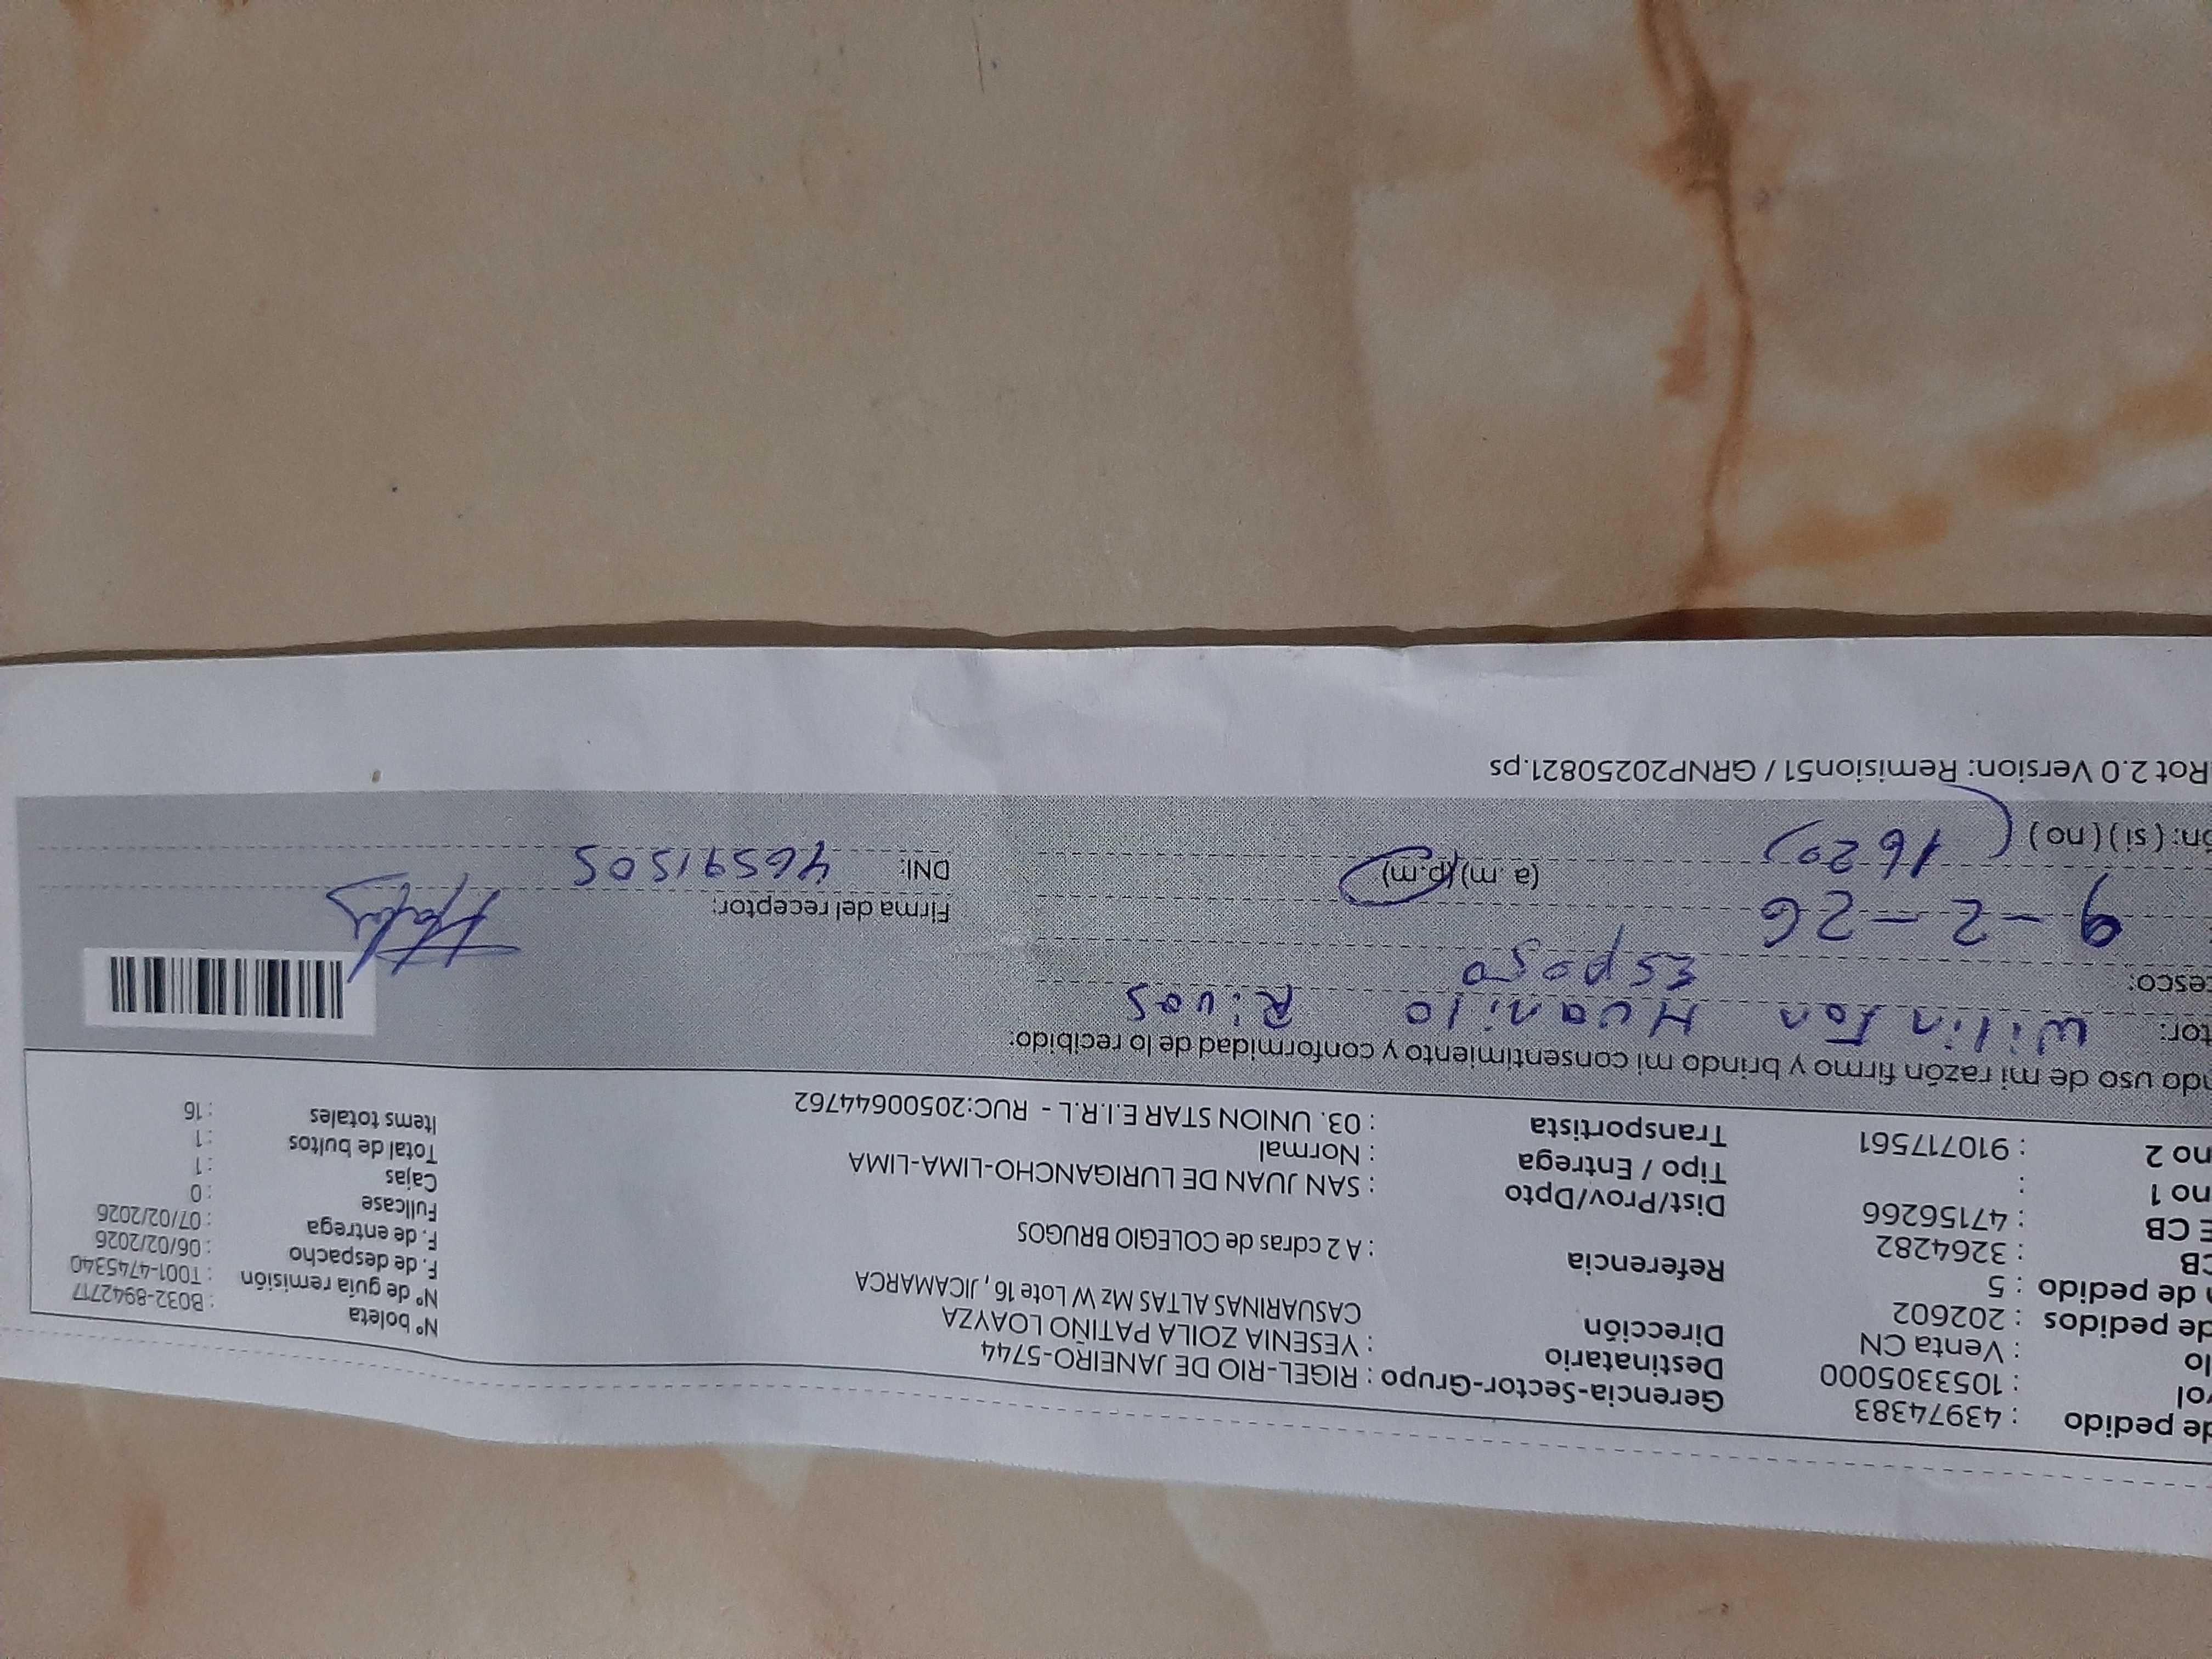 de pedido : 43974383 Gerencia-Sector-Grupo : RIGEL-RIO DE JANEIRO-5744 Nº boleta : B032-8942717
rol : 1053305000 Destinatario : YESENIA ZOILA PATIÑO LOAYZA Nº de guia remisión : T001-4745340
lo : Venta CN Dirección CASUARINAS ALTAS Mz W Lote 16 , JICAMARCA F. de despacho : 06/02/2026
de pedidos : 202602 F. de entrega : 07/02/2026
n de pedido : 5 Referencia : A 2 cdras de COLEGIO BRUGOS Fullcase : 0
CB : 3264282 Cajas : 1
E CB : 47156266 Dist/Prov/Dpto : SAN JUAN DE LURIGANCHO-LIMA-LIMA Total de bultos : 1
no 1 : Tipo / Entrega : Normal Items totales : 16
no 2 : 910717561 Transportista : 03. UNION STAR E.I.R.L - RUC:20500644762
ndo uso de mi razón firmo y brindo mi consentimiento y conformidad de lo recibido:
tor: Wilinton Huanilo Rivas
esco: Esposo
9-2-26 Firma del receptor:
(a.m)(p.m) DNI: 46591505
ón: (si)(no) (1620)
Rot 2.0 Version: Remision51 / GRNP20250821.ps